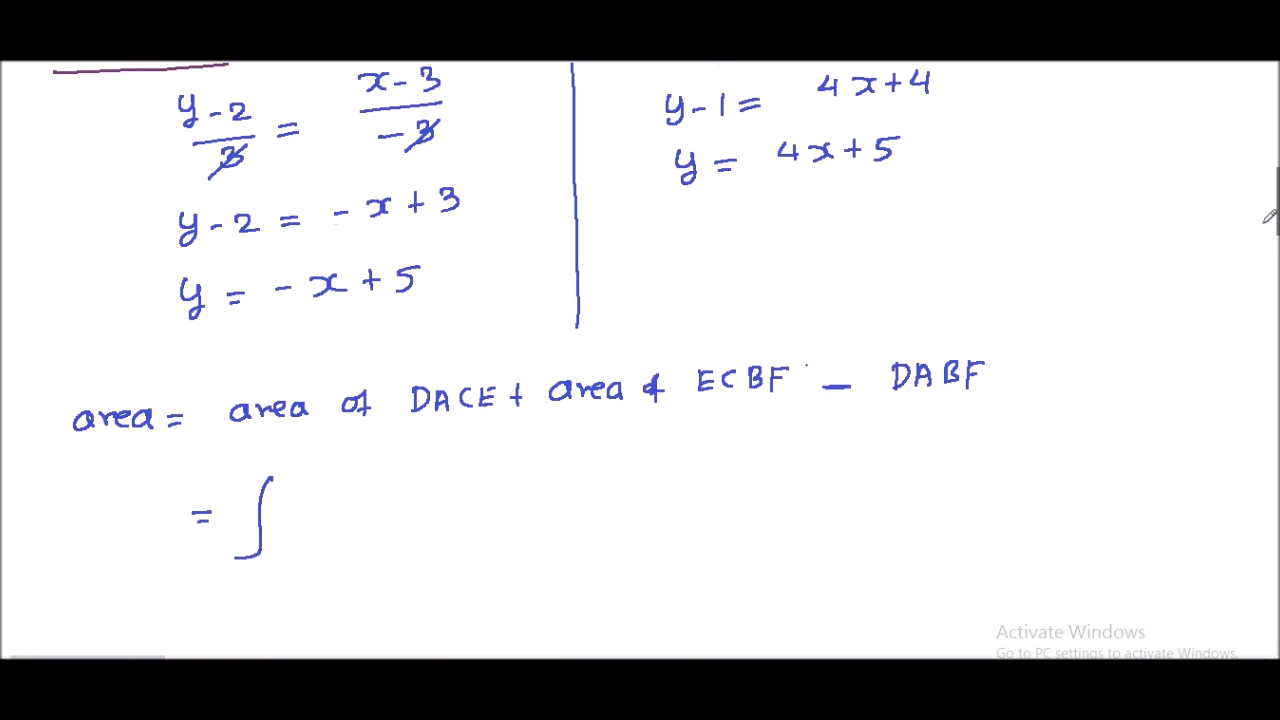 y-2/3 = x-3/-3
y-2 = -x+3
y = -x+5
y-1 = 4x+4
y = 4x+5
area = area of DACE + area of ECBF - DABF
= ∫
Activate Windows
Go to PC settings to activate Windows.